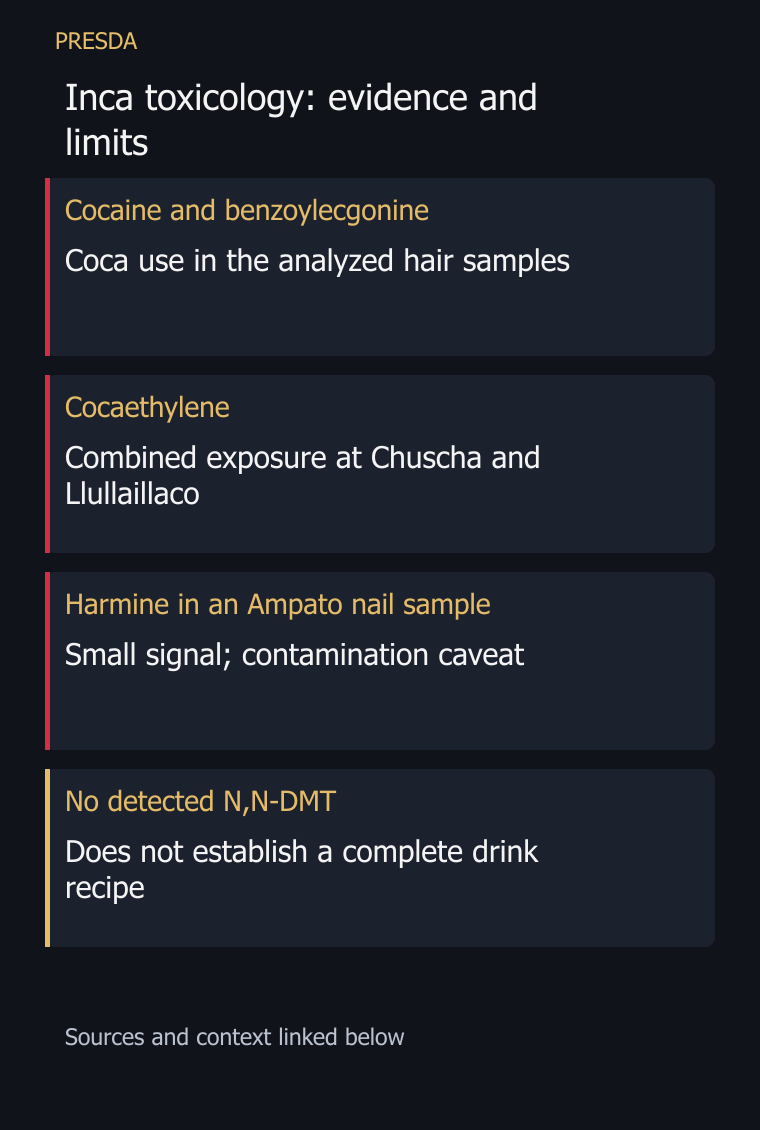 PRESDA
Inca toxicology: evidence and
limits
Cocaine and benzoylecgonine
Coca use in the analyzed hair samples
Cocaethylene
Combined exposure at Chuscha and
Llullaillaco
Harmine in an Ampato nail sample
Small signal; contamination caveat
No detected N,N-DMT
Does not establish a complete drink
recipe
Sources and context linked below